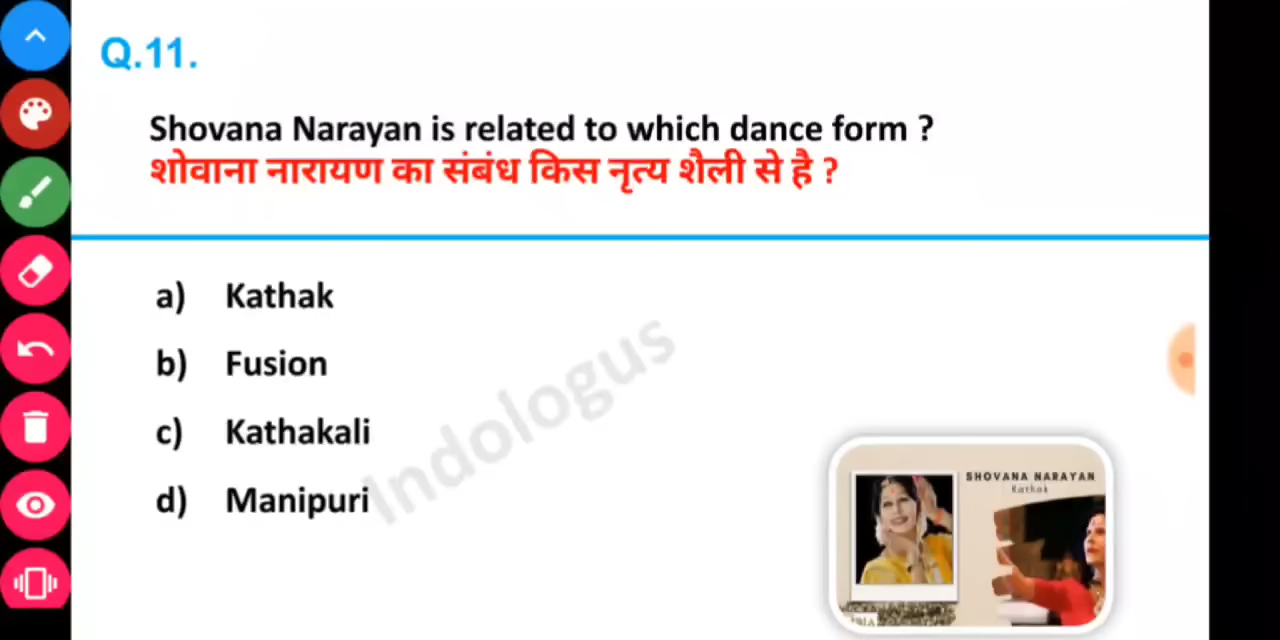 Q.11.
Shovana Narayan is related to which dance form ?
शोवाना नारायण का संबंध किस नृत्य शैली से है ?
a) Kathak
b) Fusion
c) Kathakali
d) Manipuri
Indologus
SHOVANA NARAYAN
Kathak